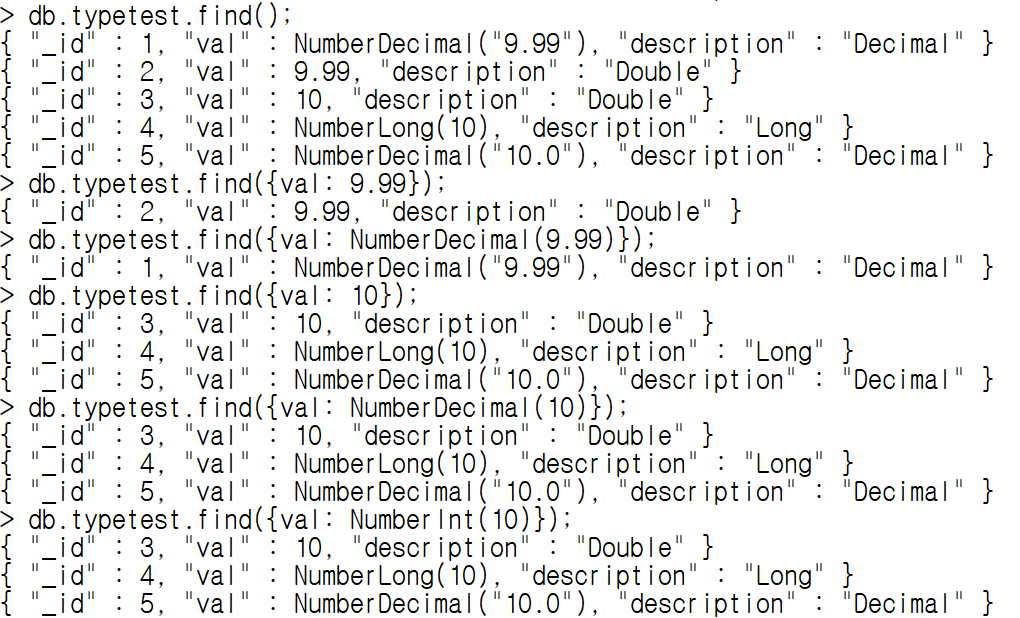 > db.typetest.find();
{ "_id" : 1, "val" : NumberDecimal("9.99"), "description" : "Decimal" }
{ "_id" : 2, "val" : 9.99, "description" : "Double" }
{ "_id" : 3, "val" : 10, "description" : "Double" }
{ "_id" : 4, "val" : NumberLong(10), "description" : "Long" }
{ "_id" : 5, "val" : NumberDecimal("10.0"), "description" : "Decimal" }
> db.typetest.find({val: 9.99});
{ "_id" : 2, "val" : 9.99, "description" : "Double" }
> db.typetest.find({val: NumberDecimal(9.99)});
{ "_id" : 1, "val" : NumberDecimal("9.99"), "description" : "Decimal" }
> db.typetest.find({val: 10});
{ "_id" : 3, "val" : 10, "description" : "Double" }
{ "_id" : 4, "val" : NumberLong(10), "description" : "Long" }
{ "_id" : 5, "val" : NumberDecimal("10.0"), "description" : "Decimal" }
> db.typetest.find({val: NumberDecimal(10)});
{ "_id" : 3, "val" : 10, "description" : "Double" }
{ "_id" : 4, "val" : NumberLong(10), "description" : "Long" }
{ "_id" : 5, "val" : NumberDecimal("10.0"), "description" : "Decimal" }
> db.typetest.find({val: NumberInt(10)});
{ "_id" : 3, "val" : 10, "description" : "Double" }
{ "_id" : 4, "val" : NumberLong(10), "description" : "Long" }
{ "_id" : 5, "val" : NumberDecimal("10.0"), "description" : "Decimal" }